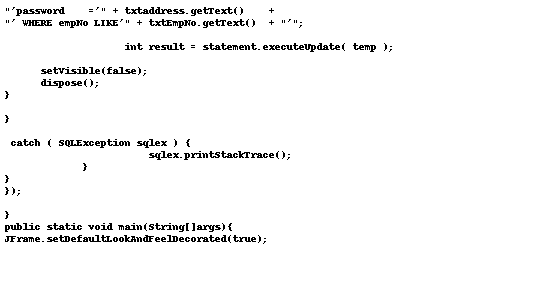 "'password    ='" + txtaddress.getText()    +
"' WHERE empNo LIKE'" + txtEmpNo.getText()  + "'";
int result = statement.executeUpdate( temp );
setVisible(false);
dispose();
}
}
catch ( SQLException sqlex ) {
sqlex.printStackTrace();
}
}
});
}
public static void main(String[]args){
JFrame.setDefaultLookAndFeelDecorated(true);